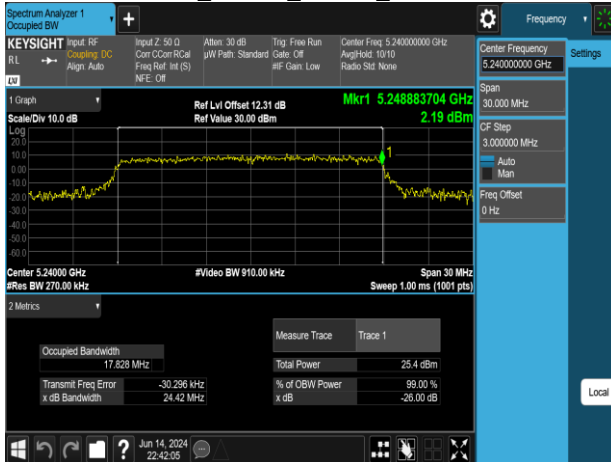 Spectrum Analyzer 1
Occupied BW
+
Frequency
KEYSIGHT Input: RF
RL
Coupling: DC
Align: Auto
LXI
Input Z: 50 Ω
Corr CCorr RCal
Freq Ref: Int (S)
NFE: Off
Atten: 30 dB
µW Path: Standard
Trig: Free Run
Gate: Off
#IF Gain: Low
Center Freq: 5.240000000 GHz
Avg|Hold: 10/10
Radio Std: None
Center Frequency
5.240000000 GHz
Settings
Span
30.000 MHz
CF Step
3.000000 MHz
Auto
Man
Freq Offset
0 Hz
Local
1 Graph
Scale/Div 10.0 dB
Ref Lvl Offset 12.31 dB
Ref Value 30.00 dBm
Mkr1 5.248883704 GHz
2.19 dBm
Log
20.0
10.0
0.00
-10.0
-20.0
-30.0
-40.0
-50.0
-60.0
1
Center 5.24000 GHz
#Res BW 270.00 kHz
#Video BW 910.00 kHz
Span 30 MHz
Sweep 1.00 ms (1001 pts)
2 Metrics
Measure Trace Trace 1
Occupied Bandwidth
17.828 MHz
Total Power 25.4 dBm
Transmit Freq Error -30.296 kHz
% of OBW Power 99.00 %
x dB Bandwidth 24.42 MHz
x dB -26.00 dB
?
Jun 14, 2024
22:42:05